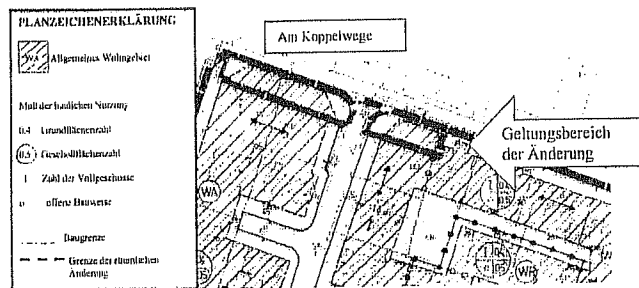 PLANZEICHENERKLÄRUNG
WA Allgemeines Wohngebiet
Maß der baulichen Nutzung
0.4 Grundflächenzahl
0.5 Geschoßflächenzahl
I Zahl der Vollgeschosse
o offene Bauweise
Baugrenze
Grenze der räumlichen
Änderung
Am Koppelwege
Geltungsbereich
der Änderung
WA
WA